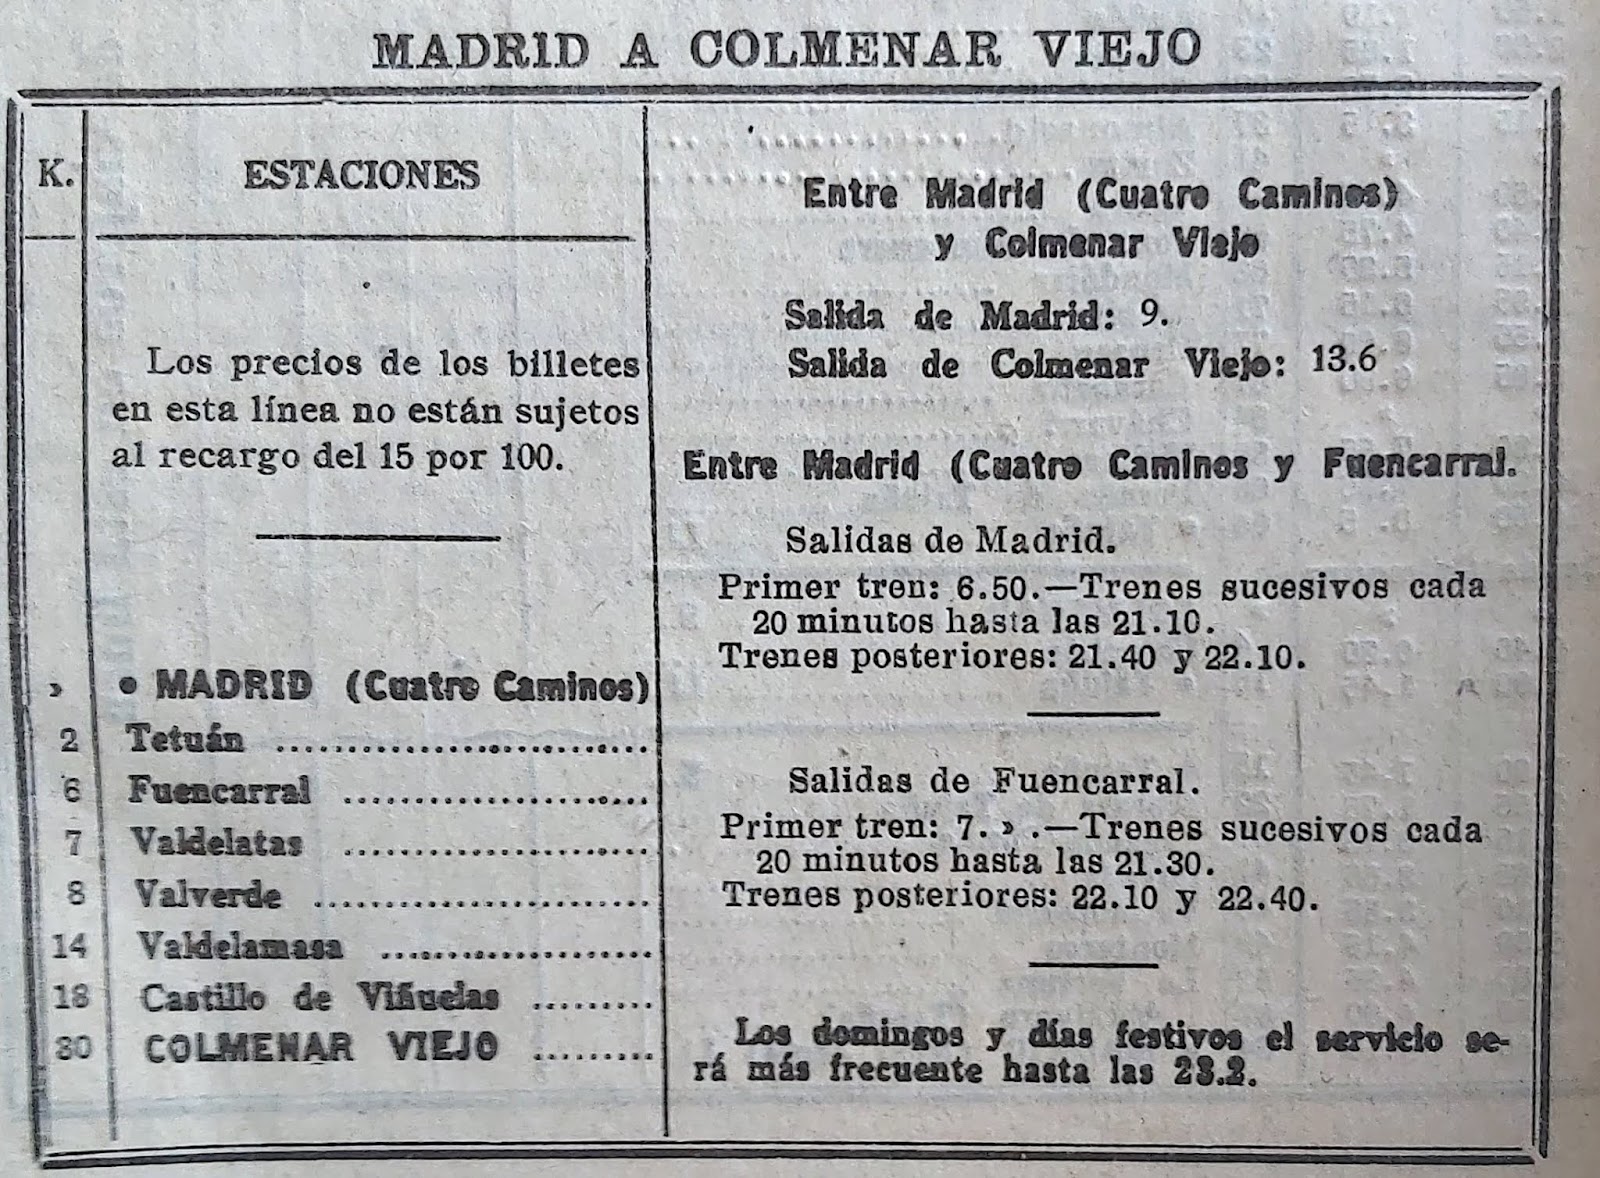 MADRID A COLMENAR VIEJO
K. ESTACIONES
Los precios de los billetes
en esta línea no están sujetos
al recargo del 15 por 100.
» • MADRID (Cuatro Caminos)
2 Tetuán ..........................
6 Fuencarral .....................
7 Valdelatas .....................
8 Valverde .......................
14 Valdelamasa ...................
18 Castillo de Viñuelas .........
30 COLMENAR VIEJO .........
Entre Madrid (Cuatro Caminos)
y Colmenar Viejo
Salida de Madrid: 9.
Salida de Colmenar Viejo: 13.6
Entre Madrid (Cuatro Caminos y Fuencarral.
Salidas de Madrid.
Primer tren: 6.50.—Trenes sucesivos cada
20 minutos hasta las 21.10.
Trenes posteriores: 21.40 y 22.10.
Salidas de Fuencarral.
Primer tren: 7. » .—Trenes sucesivos cada
20 minutos hasta las 21.30.
Trenes posteriores: 22.10 y 22.40.
Los domingos y días festivos el servicio se-
rá más frecuente hasta las